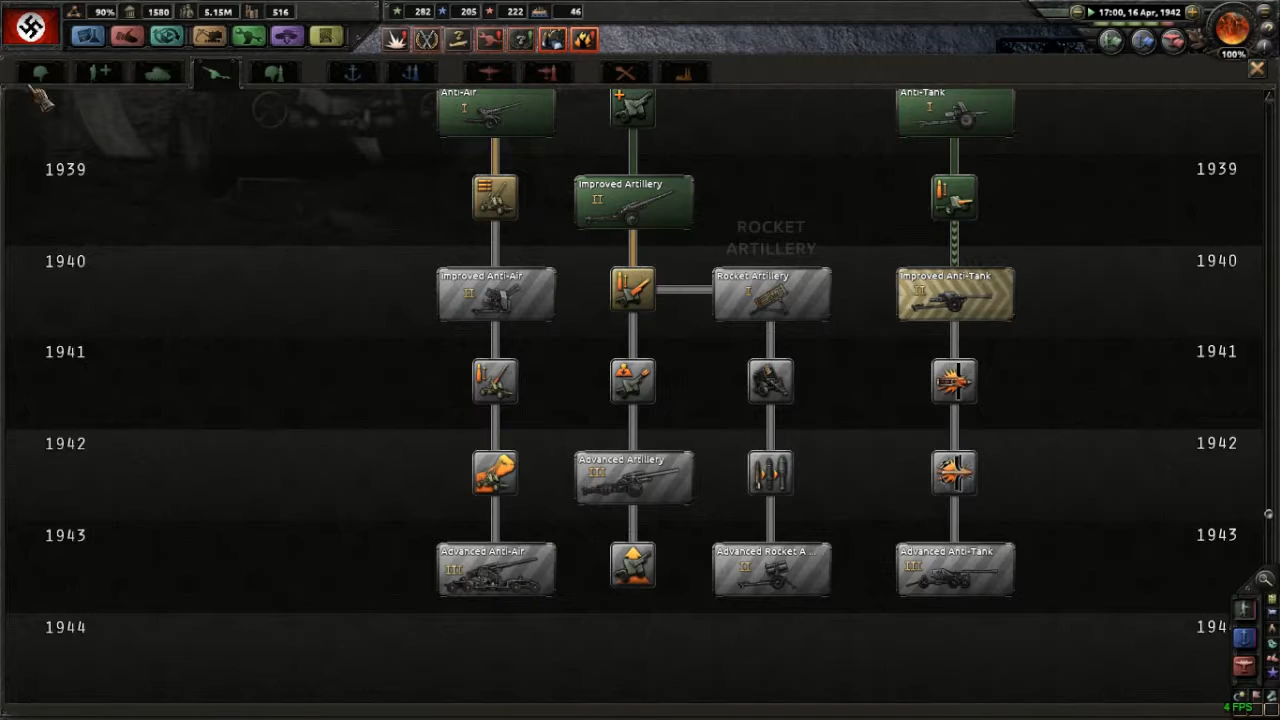 90% 1580 5.15M 516 282 205 222 46 17:00, 16 Apr, 1942
100%
Anti-Air
I
Anti-Tank
I
1939
1939
Improved Artillery
II
ROCKET
ARTILLERY
1940
1940
Improved Anti-Air
II
Rocket Artillery
I
Improved Anti-Tank
II
1941
1941
1942
1942
Advanced Artillery
III
1943
1943
Advanced Anti-Air
III
Advanced Rocket A...
II
Advanced Anti-Tank
III
1944
194
4 FPS